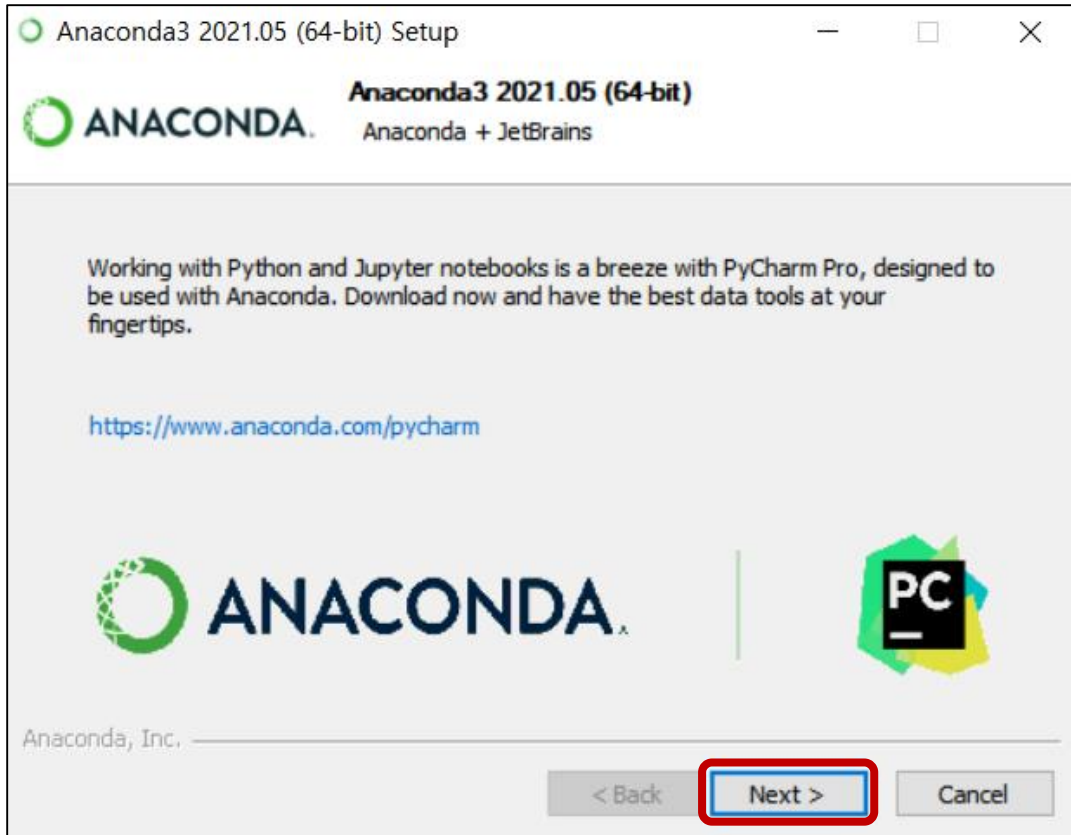 Anaconda3 2021.05 (64-bit) Setup
ANACONDA.
Anaconda3 2021.05 (64-bit)
Anaconda + JetBrains
Working with Python and Jupyter notebooks is a breeze with PyCharm Pro, designed to
be used with Anaconda. Download now and have the best data tools at your
fingertips.
https://www.anaconda.com/pycharm
ANACONDA.
PC
Anaconda, Inc.
< Back
Next >
Cancel